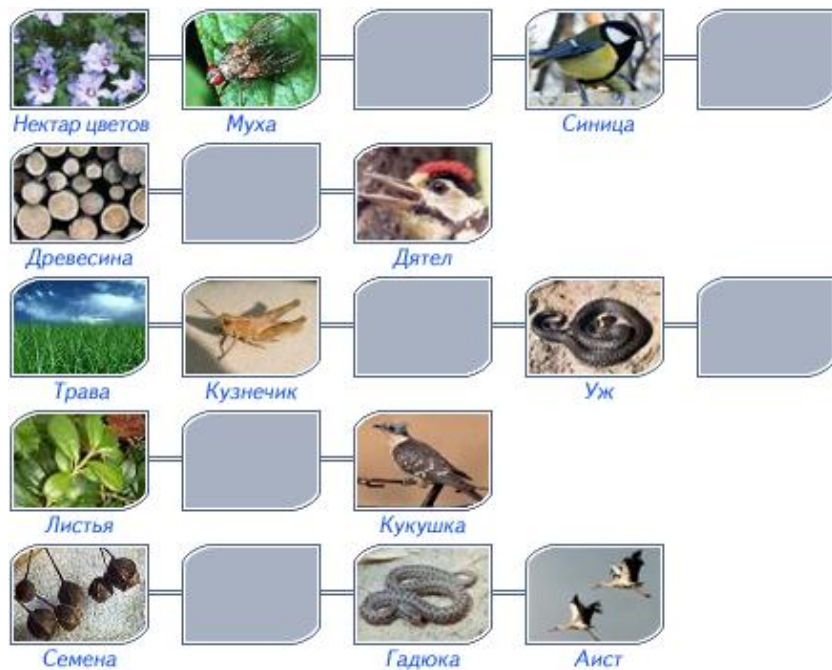 Нектар цветов Муха Синица
Древесина Дятел
Трава Кузнечик Уж
Листья Кукушка
Семена Гадюка Аист